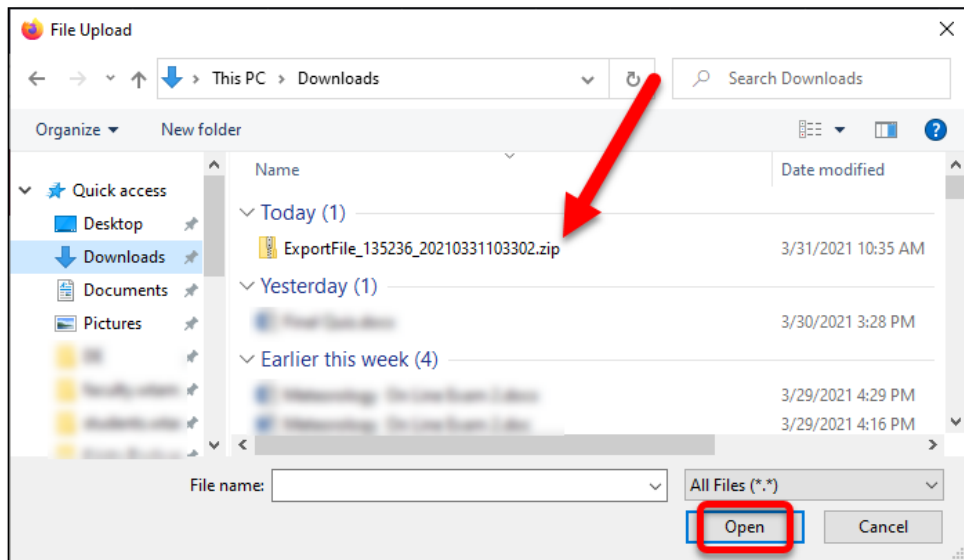 File Upload
This PC > Downloads
Search Downloads
Organize
New folder
Name
Date modified
Quick access
Desktop
Downloads
Documents
Pictures
Today (1)
ExportFile_135236_20210331103302.zip 3/31/2021 10:35 AM
Yesterday (1)
3/30/2021 3:28 PM
Earlier this week (4)
3/29/2021 4:29 PM
3/29/2021 4:16 PM
File name:
All Files (*.*)
Open
Cancel